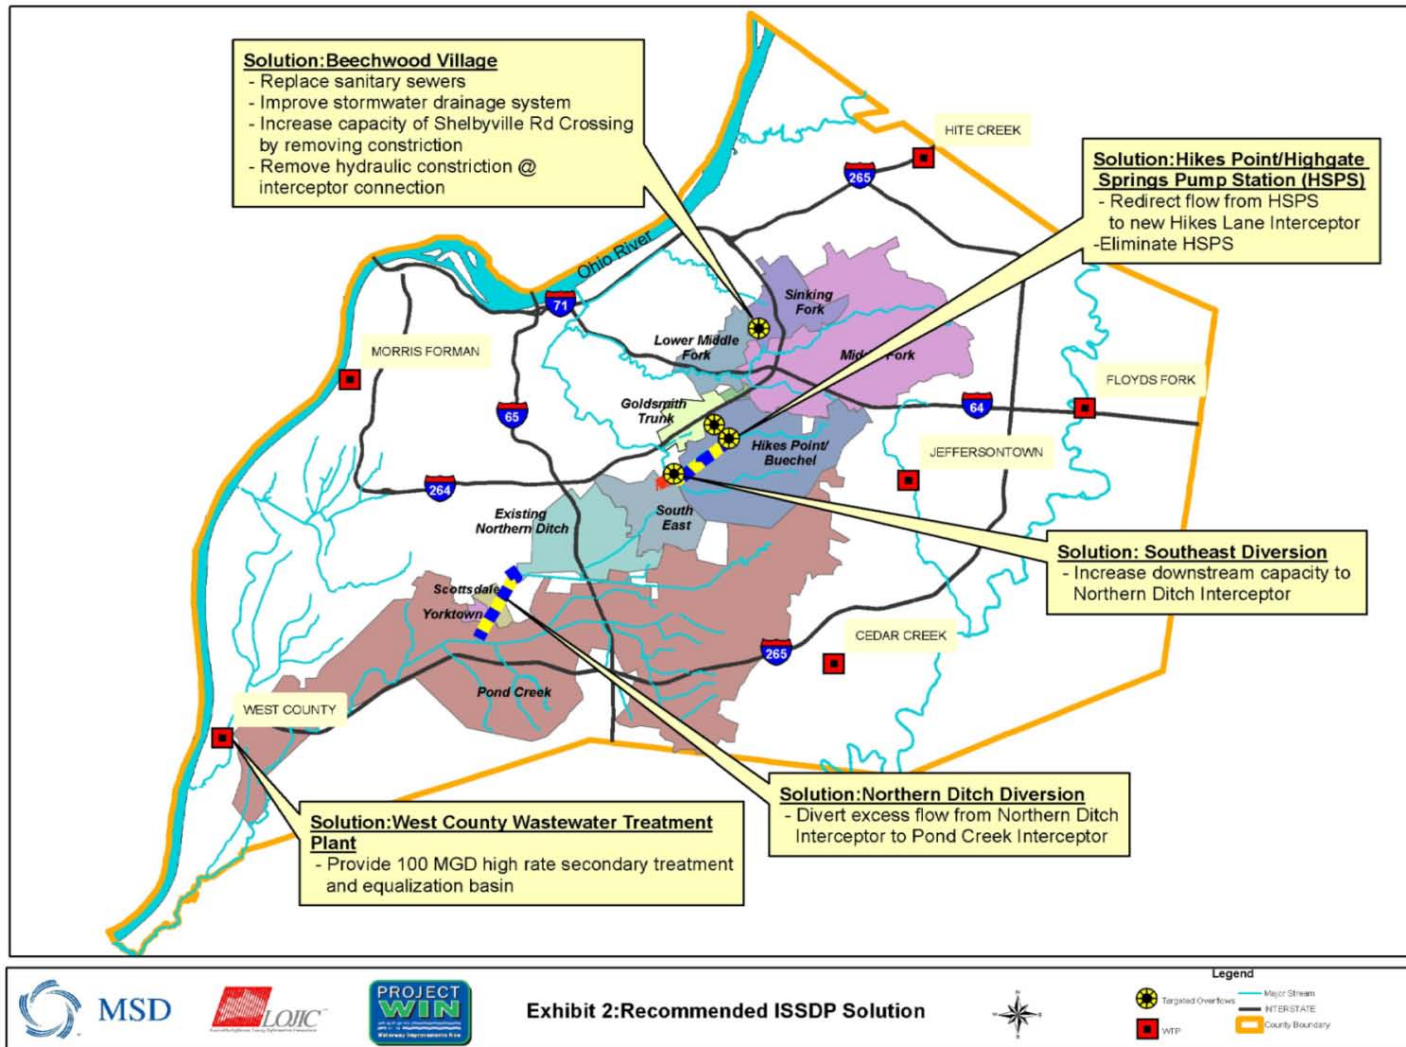 Solution:Beechwood Village
- Replace sanitary sewers
- Improve stormwater drainage system
- Increase capacity of Shelbyville Rd Crossing
by removing constriction
- Remove hydraulic constriction @
interceptor connection
HITE CREEK
Solution:Hikes Point/Highgate
Springs Pump Station (HSPS)
- Redirect flow from HSPS
to new Hikes Lane Interceptor
-Eliminate HSPS
265
Ohio River
71
Sinking
Fork
Lower Middle
Fork
Fork
MORRIS FORMAN
FLOYDS FORK
Goldsmith
Trunk
65
64
Hikes Point/
Buechel
JEFFERSONTOWN
264
Existing
Northern Ditch
South
East
Solution: Southeast Diversion
- Increase downstream capacity to
Northern Ditch Interceptor
Scottsdale
Yorktown
265
CEDAR CREEK
Pond Creek
WEST COUNTY
Solution:Northern Ditch Diversion
- Divert excess flow from Northern Ditch
Interceptor to Pond Creek Interceptor
Solution:West County Wastewater Treatment
Plant
- Provide 100 MGD high rate secondary treatment
and equalization basin
MSD
LOJIC
PROJECT
WIN
Waterway Improvements Now
Exhibit 2:Recommended ISSDP Solution
Legend
Targeted Overflows
Major Stream
INTERSTATE
WTP
County Boundary